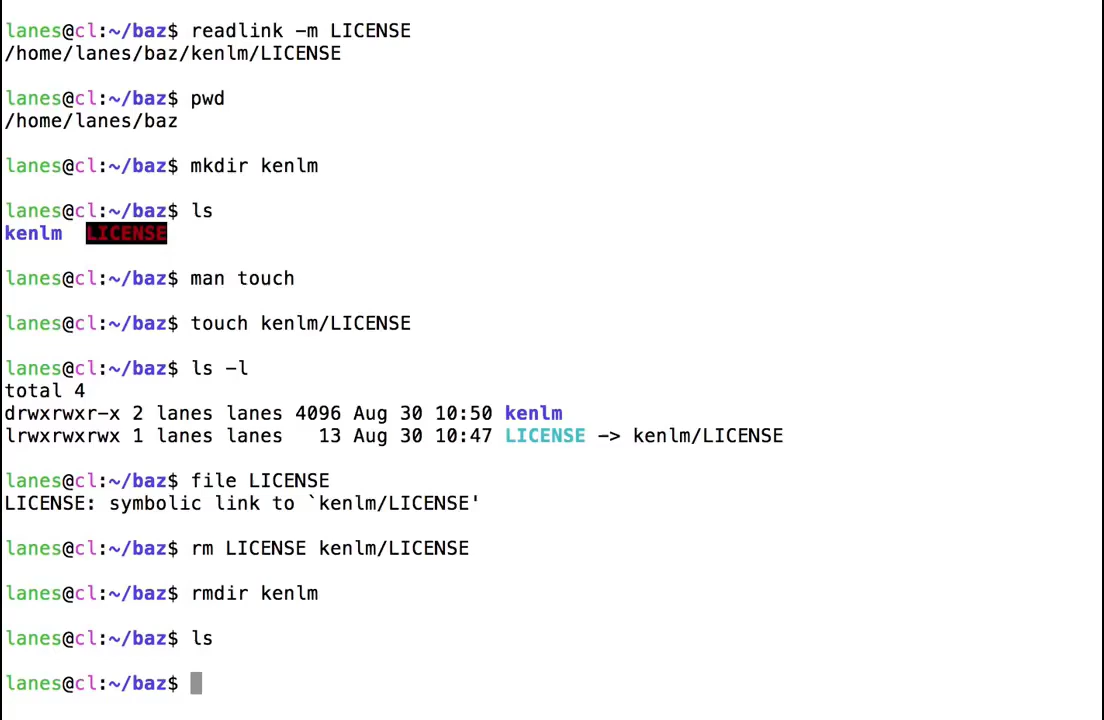 lanes@cl:~/baz$ readlink -m LICENSE
/home/lanes/baz/kenlm/LICENSE
lanes@cl:~/baz$ pwd
/home/lanes/baz
lanes@cl:~/baz$ mkdir kenlm
lanes@cl:~/baz$ ls
kenlm  LICENSE
lanes@cl:~/baz$ man touch
lanes@cl:~/baz$ touch kenlm/LICENSE
lanes@cl:~/baz$ ls -l
total 4
drwxrwxr-x 2 lanes lanes 4096 Aug 30 10:50 kenlm
lrwxrwxrwx 1 lanes lanes   13 Aug 30 10:47 LICENSE -> kenlm/LICENSE
lanes@cl:~/baz$ file LICENSE
LICENSE: symbolic link to `kenlm/LICENSE'
lanes@cl:~/baz$ rm LICENSE kenlm/LICENSE
lanes@cl:~/baz$ rmdir kenlm
lanes@cl:~/baz$ ls
lanes@cl:~/baz$